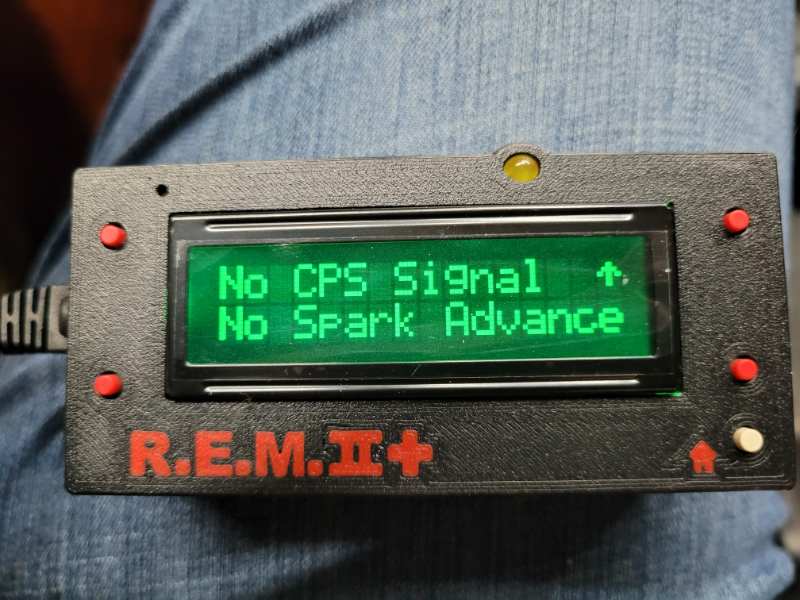 No CPS Signal ↑
No Spark Advance
R.E.M.II+